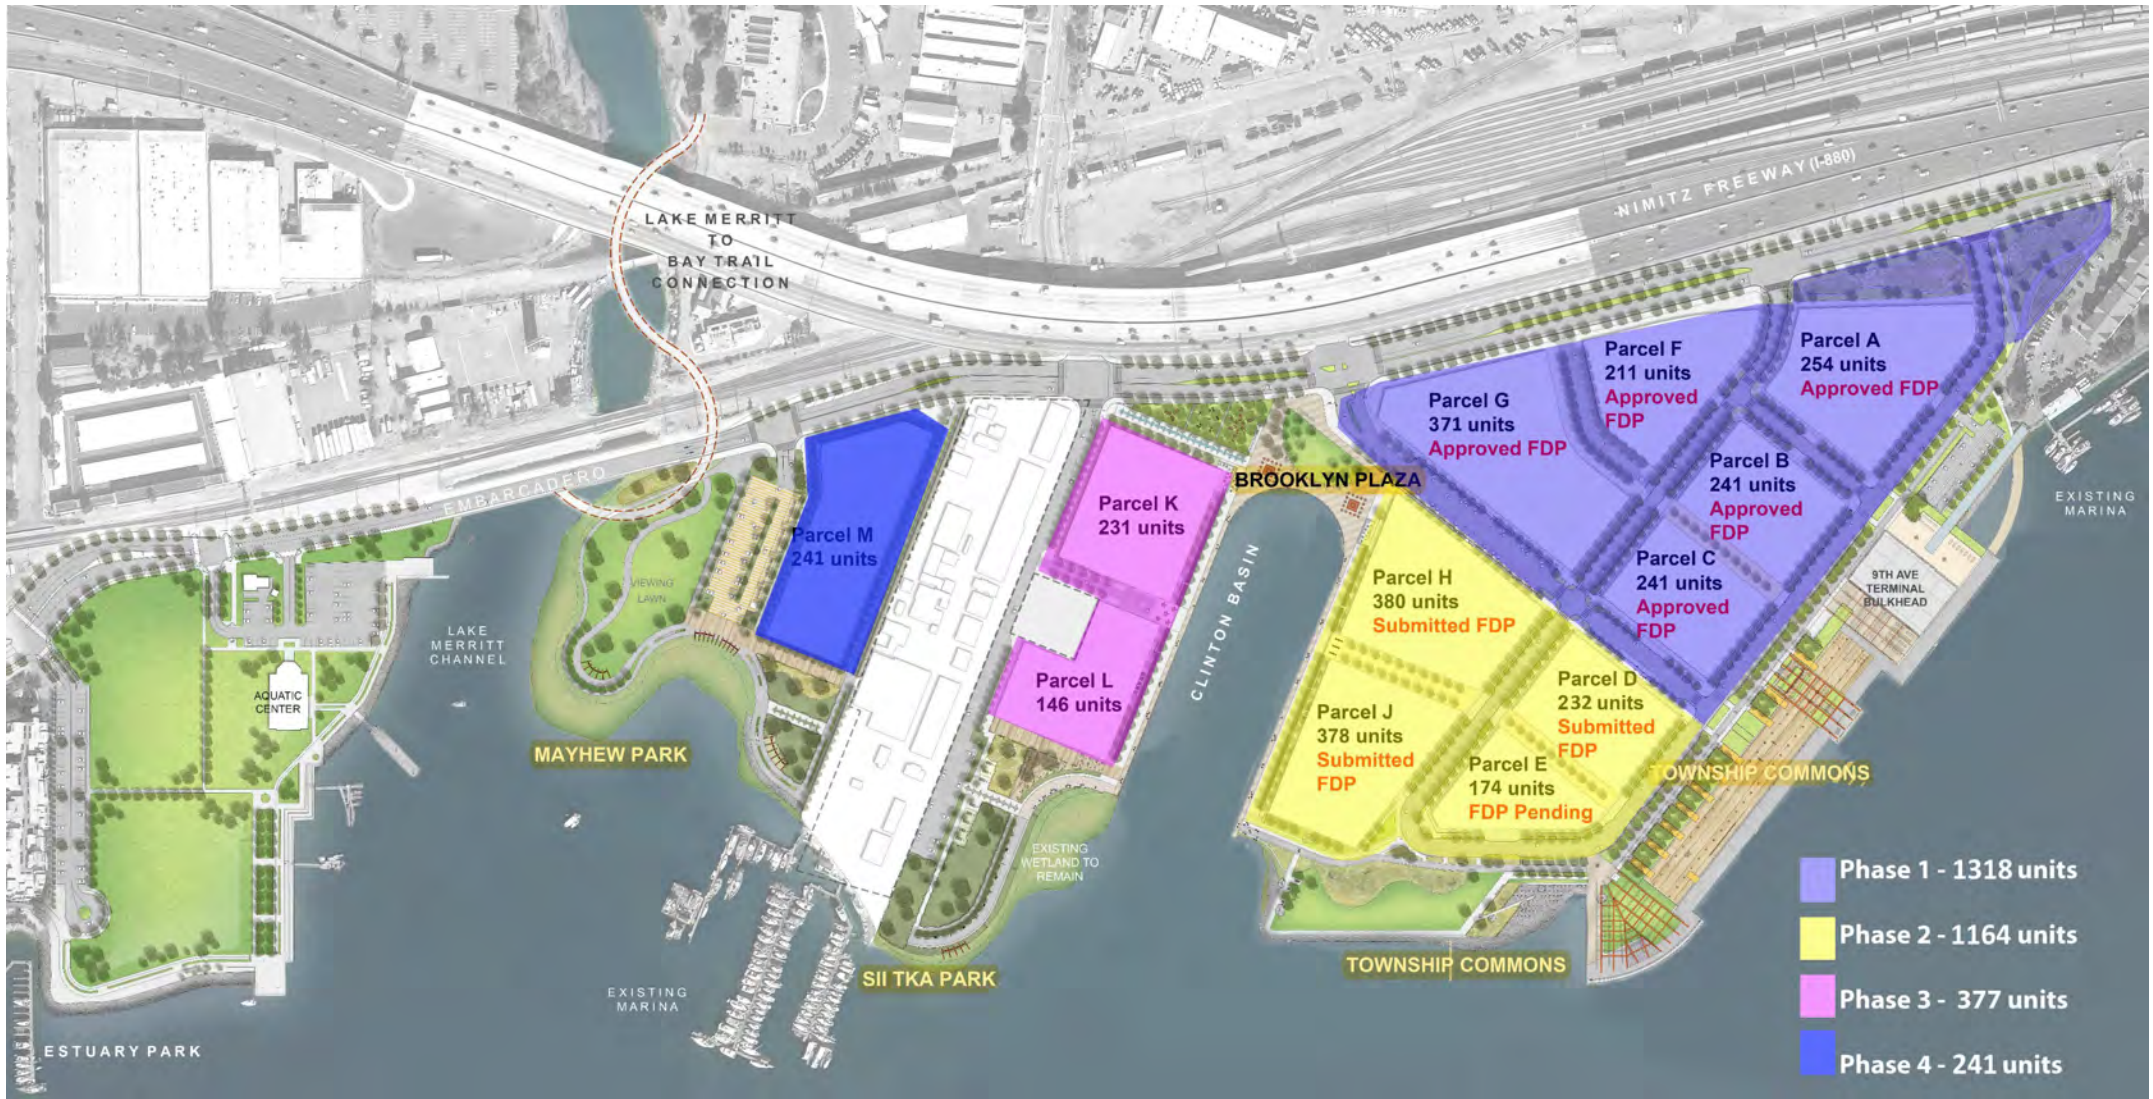 LAKE MERRITT
TO
BAY TRAIL
CONNECTION
NIMITZ FREEWAY (I-880)
EMBARCADERO
Parcel A
254 units
Approved FDP
Parcel F
211 units
Approved
FDP
Parcel G
371 units
Approved FDP
Parcel B
241 units
Approved
FDP
Parcel C
241 units
Approved
FDP
BROOKLYN PLAZA
Parcel K
231 units
Parcel M
241 units
Parcel L
146 units
Parcel H
380 units
Submitted FDP
Parcel D
232 units
Submitted
FDP
Parcel J
378 units
Submitted
FDP
Parcel E
174 units
FDP Pending
EXISTING
MARINA
9TH AVE
TERMINAL
BULKHEAD
CLINTON BASIN
VIEWING
LAWN
LAKE
MERRITT
CHANNEL
AQUATIC
CENTER
MAYHEW PARK
TOWNSHIP COMMONS
EXISTING
WETLAND TO
REMAIN
SII TKA PARK
TOWNSHIP COMMONS
EXISTING
MARINA
ESTUARY PARK
Phase 1 - 1318 units
Phase 2 - 1164 units
Phase 3 - 377 units
Phase 4 - 241 units